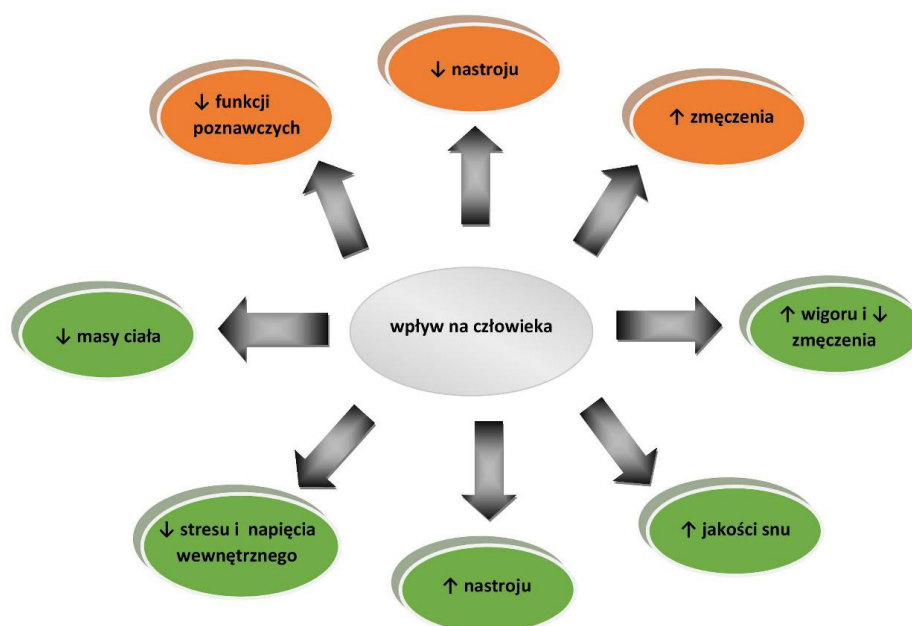 ↓ nastroju
↓ funkcji
poznawczych
↑ zmęczenia
wpływ na człowieka
↓ masy ciała
↑ wigoru i ↓
zmęczenia
↓ stresu i napięcia
wewnętrznego
↑ jakości snu
↑ nastroju